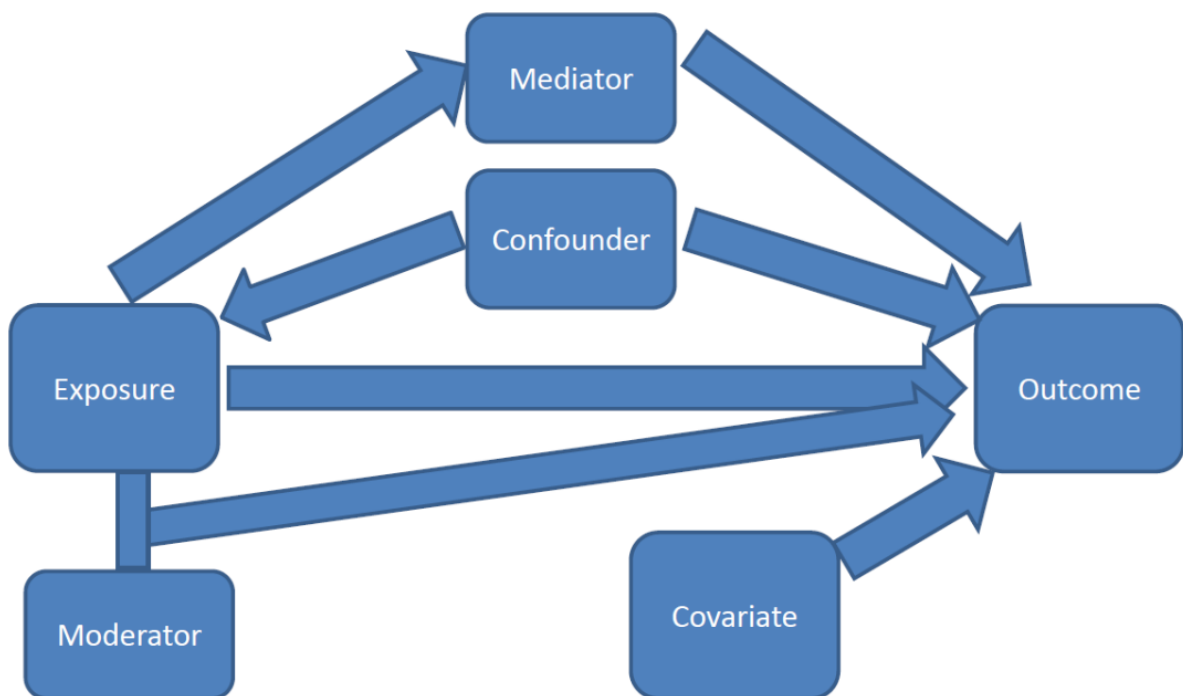 Mediator
Confounder
Exposure
Outcome
Moderator
Covariate